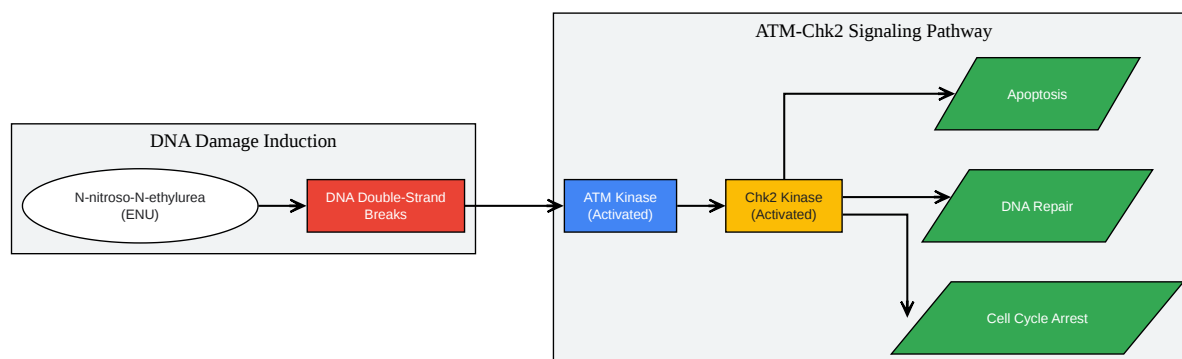 DNA Damage Induction
N-nitroso-N-ethylurea
(ENU)
DNA Double-Strand
Breaks
ATM-Chk2 Signaling Pathway
ATM Kinase
(Activated)
Chk2 Kinase
(Activated)
Apoptosis
DNA Repair
Cell Cycle Arrest